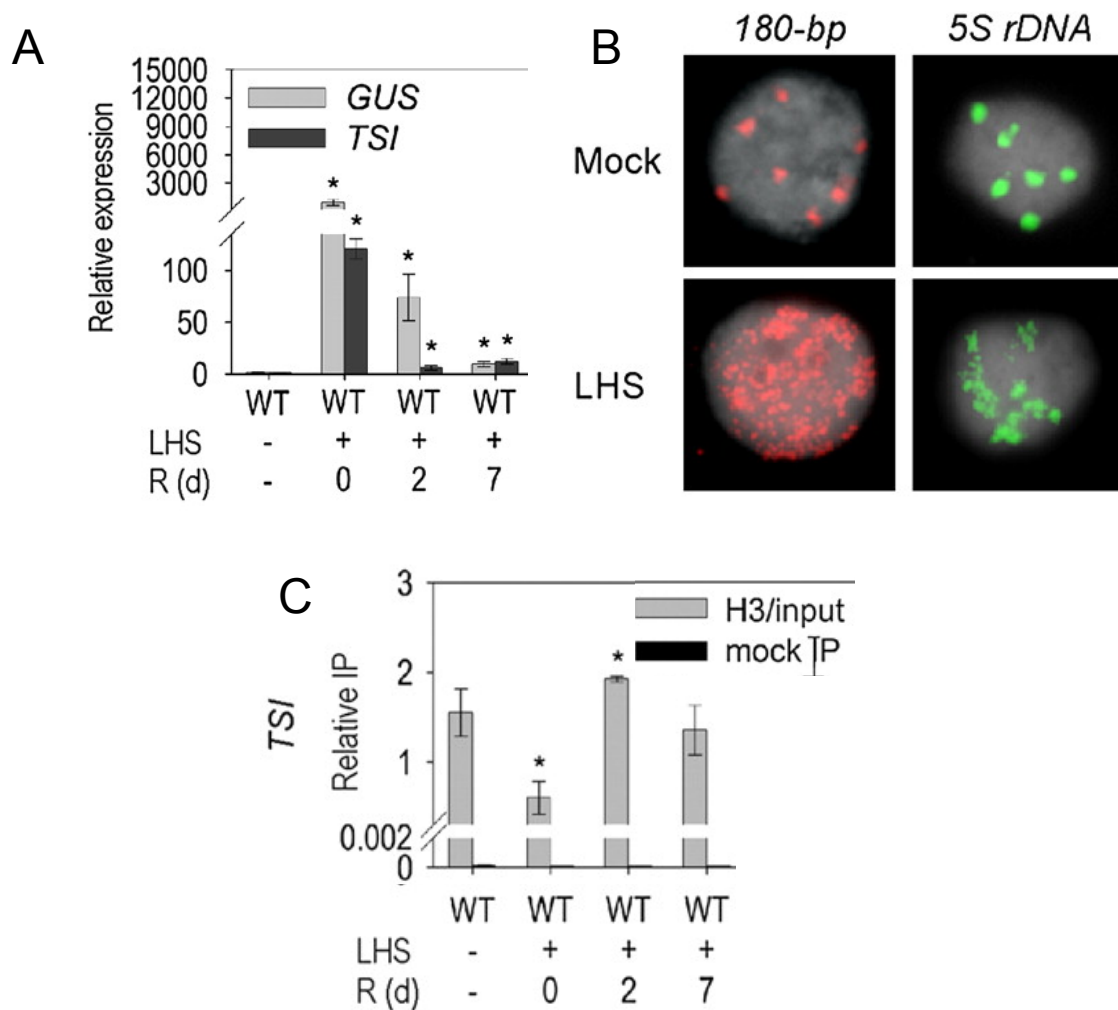 A
15000
12000
9000
6000
3000
100
50
0
Relative expression
GUS
TSI
*
*
*
*
* *
WT WT WT WT
LHS - + + +
R (d) - 0 2 7
B
180-bp 5S rDNA
Mock
LHS
C
3
2
1
0.002
0
TSI
Relative IP
H3/input
mock IP
*
*
WT WT WT WT
LHS - + + +
R (d) - 0 2 7